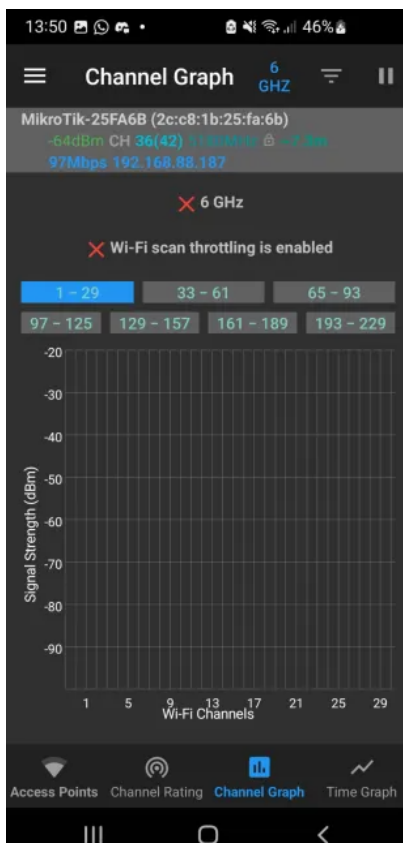 13:50 46%
Channel Graph 6 GHZ
MikroTik-25FA6B (2c:c8:1b:25:fa:6b)
-64dBm CH 36(42)
97Mbps 192.168.88.187
6 GHz
Wi-Fi scan throttling is enabled
1 – 29 33 – 61 65 – 93
97 – 125 129 – 157 161 – 189 193 – 229
-20
-30
-40
-50
-60
-70
-80
-90
Signal Strength (dBm)
1 5 9 13 17 21 25 29
Wi-Fi Channels
Access Points Channel Rating Channel Graph Time Graph